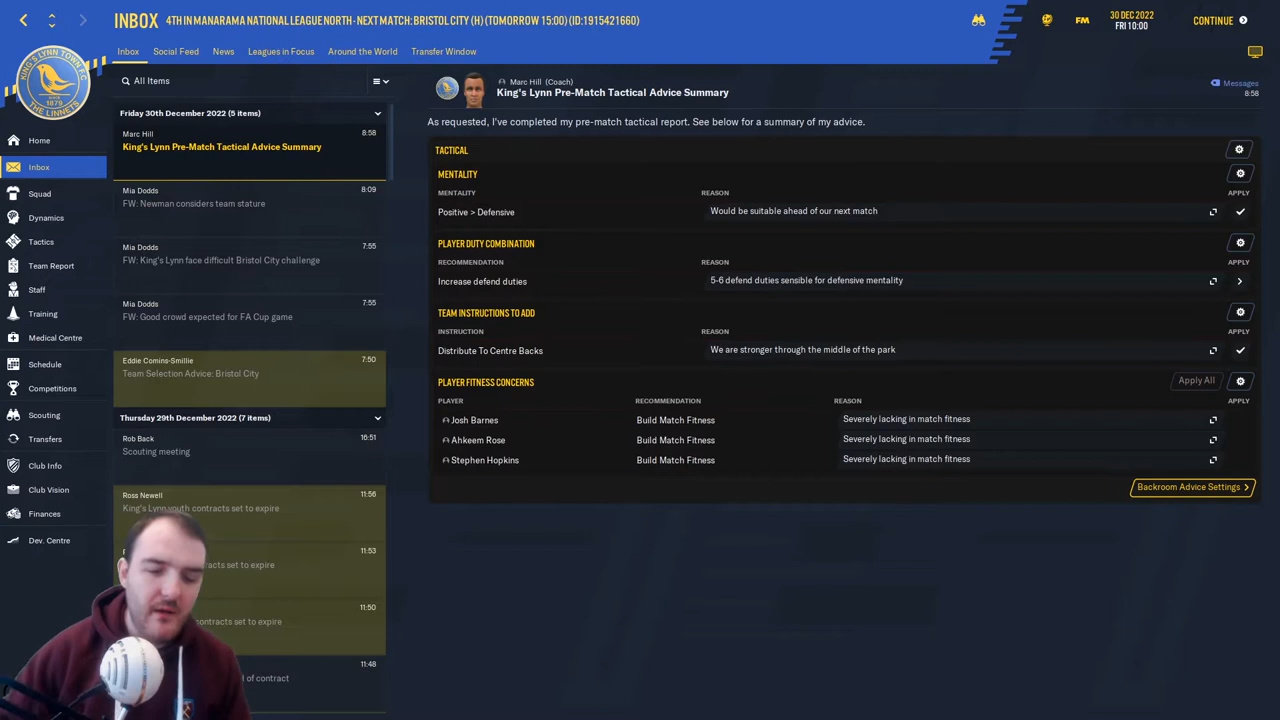 INBOX
4TH IN MANARAMA NATIONAL LEAGUE NORTH - NEXT MATCH: BRISTOL CITY (H) (TOMORROW 15:00) (ID:1915421660)
FM
30 DEC 2022
FRI 10:00
CONTINUE
Inbox
Social Feed
News
Leagues in Focus
Around the World
Transfer Window
KING'S LYNN TOWN FC
SINCE 1879
THE LINNETS
Home
Inbox
Squad
Dynamics
Tactics
Team Report
Staff
Training
Medical Centre
Schedule
Competitions
Scouting
Transfers
Club Info
Club Vision
Finances
Dev. Centre
All Items
Friday 30th December 2022 (5 items)
Marc Hill 8:58
King's Lynn Pre-Match Tactical Advice Summary
Mia Dodds 8:09
FW: Newman considers team stature
Mia Dodds 7:55
FW: King's Lynn face difficult Bristol City challenge
Mia Dodds 7:55
FW: Good crowd expected for FA Cup game
Eddie Comins-Smillie 7:50
Team Selection Advice: Bristol City
Thursday 29th December 2022 (7 items)
Rob Back 16:51
Scouting meeting
Ross Newell 11:56
King's Lynn youth contracts set to expire
11:53
contracts set to expire
11:50
contracts set to expire
11:48
of contract
Marc Hill (Coach)
King's Lynn Pre-Match Tactical Advice Summary
Messages
8:58
As requested, I've completed my pre-match tactical report. See below for a summary of my advice.
TACTICAL
MENTALITY
MENTALITY REASON APPLY
Positive > Defensive Would be suitable ahead of our next match
PLAYER DUTY COMBINATION
RECOMMENDATION REASON APPLY
Increase defend duties 5-6 defend duties sensible for defensive mentality
TEAM INSTRUCTIONS TO ADD
INSTRUCTION REASON APPLY
Distribute To Centre Backs We are stronger through the middle of the park
PLAYER FITNESS CONCERNS Apply All
PLAYER RECOMMENDATION REASON APPLY
Josh Barnes Build Match Fitness Severely lacking in match fitness
Ahkeem Rose Build Match Fitness Severely lacking in match fitness
Stephen Hopkins Build Match Fitness Severely lacking in match fitness
Backroom Advice Settings >